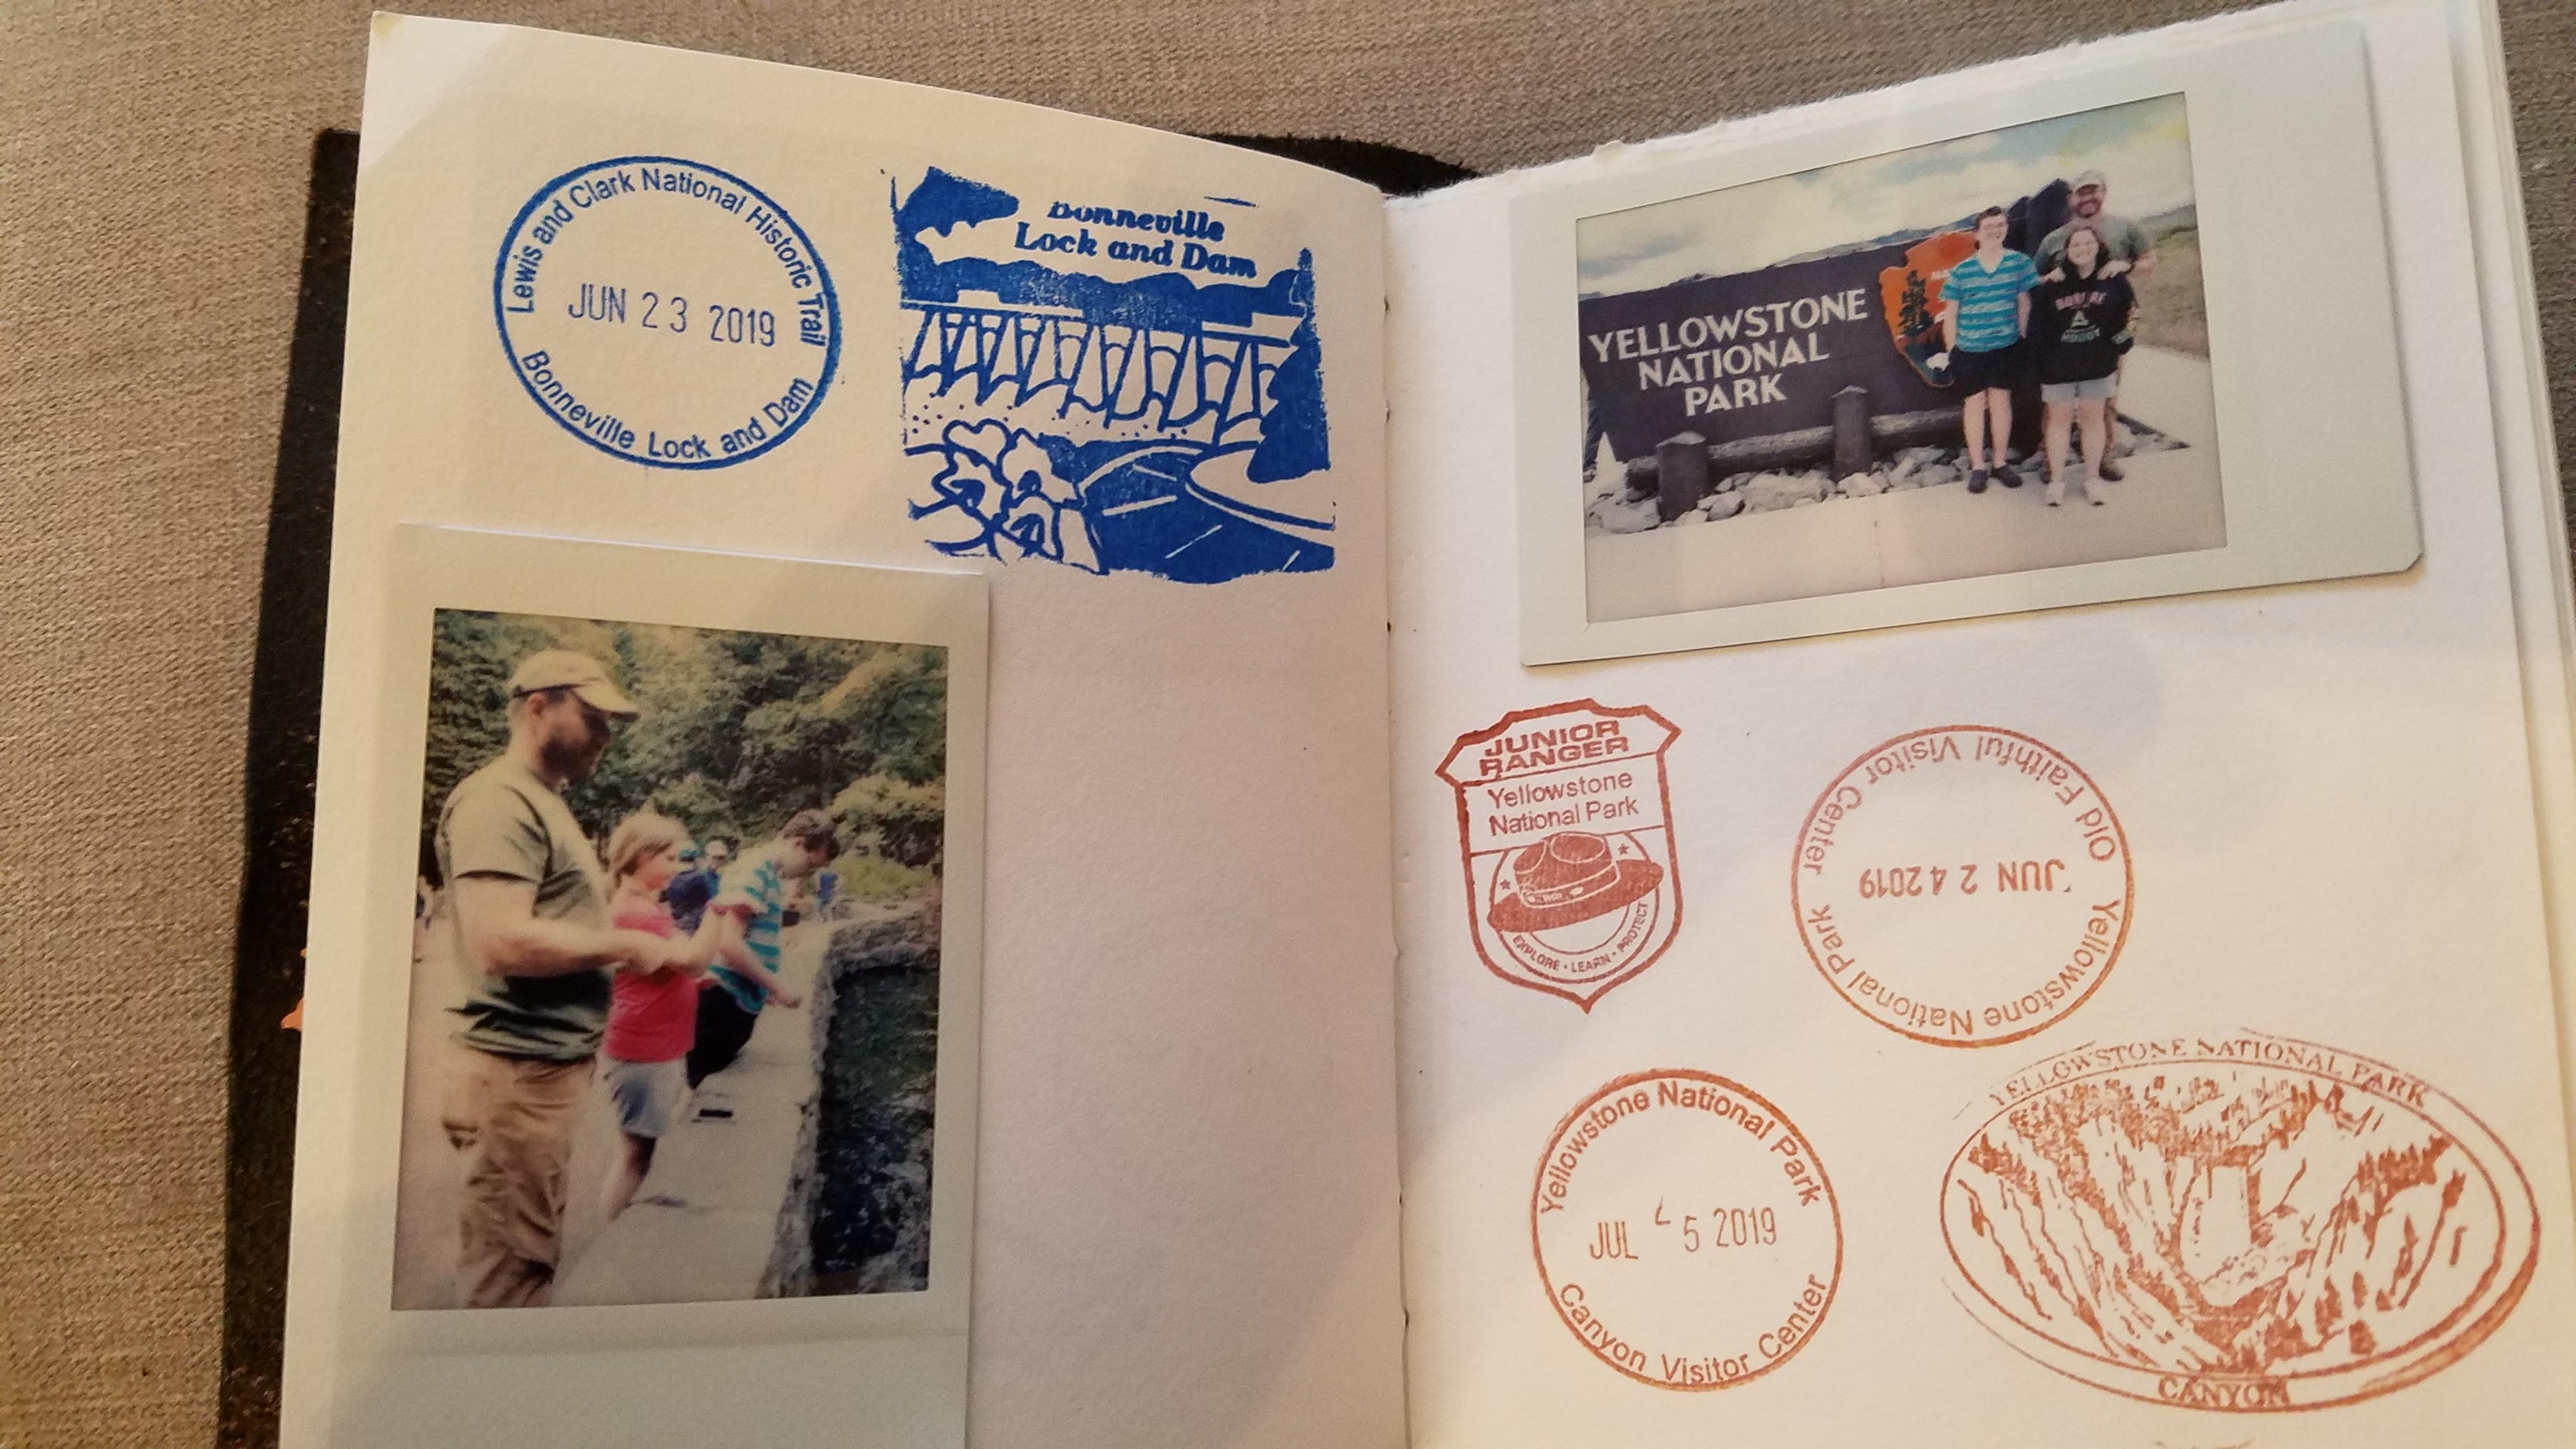 Lewis and Clark National Historic Trail
JUN 23 2019
Bonneville Lock and Dam
Bonneville
Lock and Dam
YELLOWSTONE
NATIONAL
PARK
JUNIOR
RANGER
Yellowstone
National Park
EXPLORE • LEARN • PROTECT
Old Faithful Visitor Center
JUN 24 2019
Yellowstone National Park
Yellowstone National Park
JUL 5 2019
Canyon Visitor Center
YELLOWSTONE NATIONAL PARK
CANYON